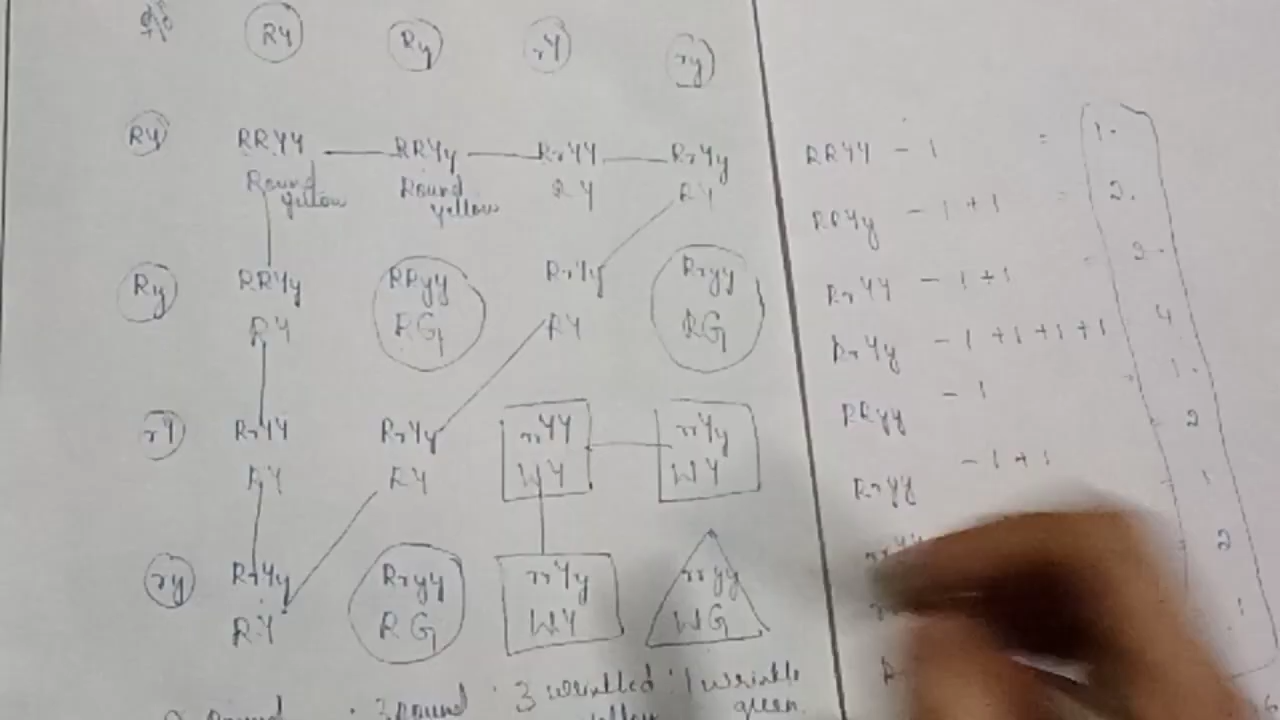 RY Ry rY ry
RY RRYY RRYy RrYY RrYy
Round yellow Round yellow RY RY
Ry RRYy RRyy RrYy Rryy
RY RG RY RG
rY RrYY RrYy rrYY rrYy
RY RY WY WY
ry RrYy Rryy rrYy rryy
RY RG WY WG
: 3 round : 3 wrinkled : 1 wrinkle
yellow green
RRYY - 1 = 1.
RRYy - 1 + 1 = 2.
RrYY - 1 + 1 = 2.
RrYy - 1 + 1 + 1 + 1 4
RRyy - 1 1.
Rryy - 1 + 1 2
1
2
1